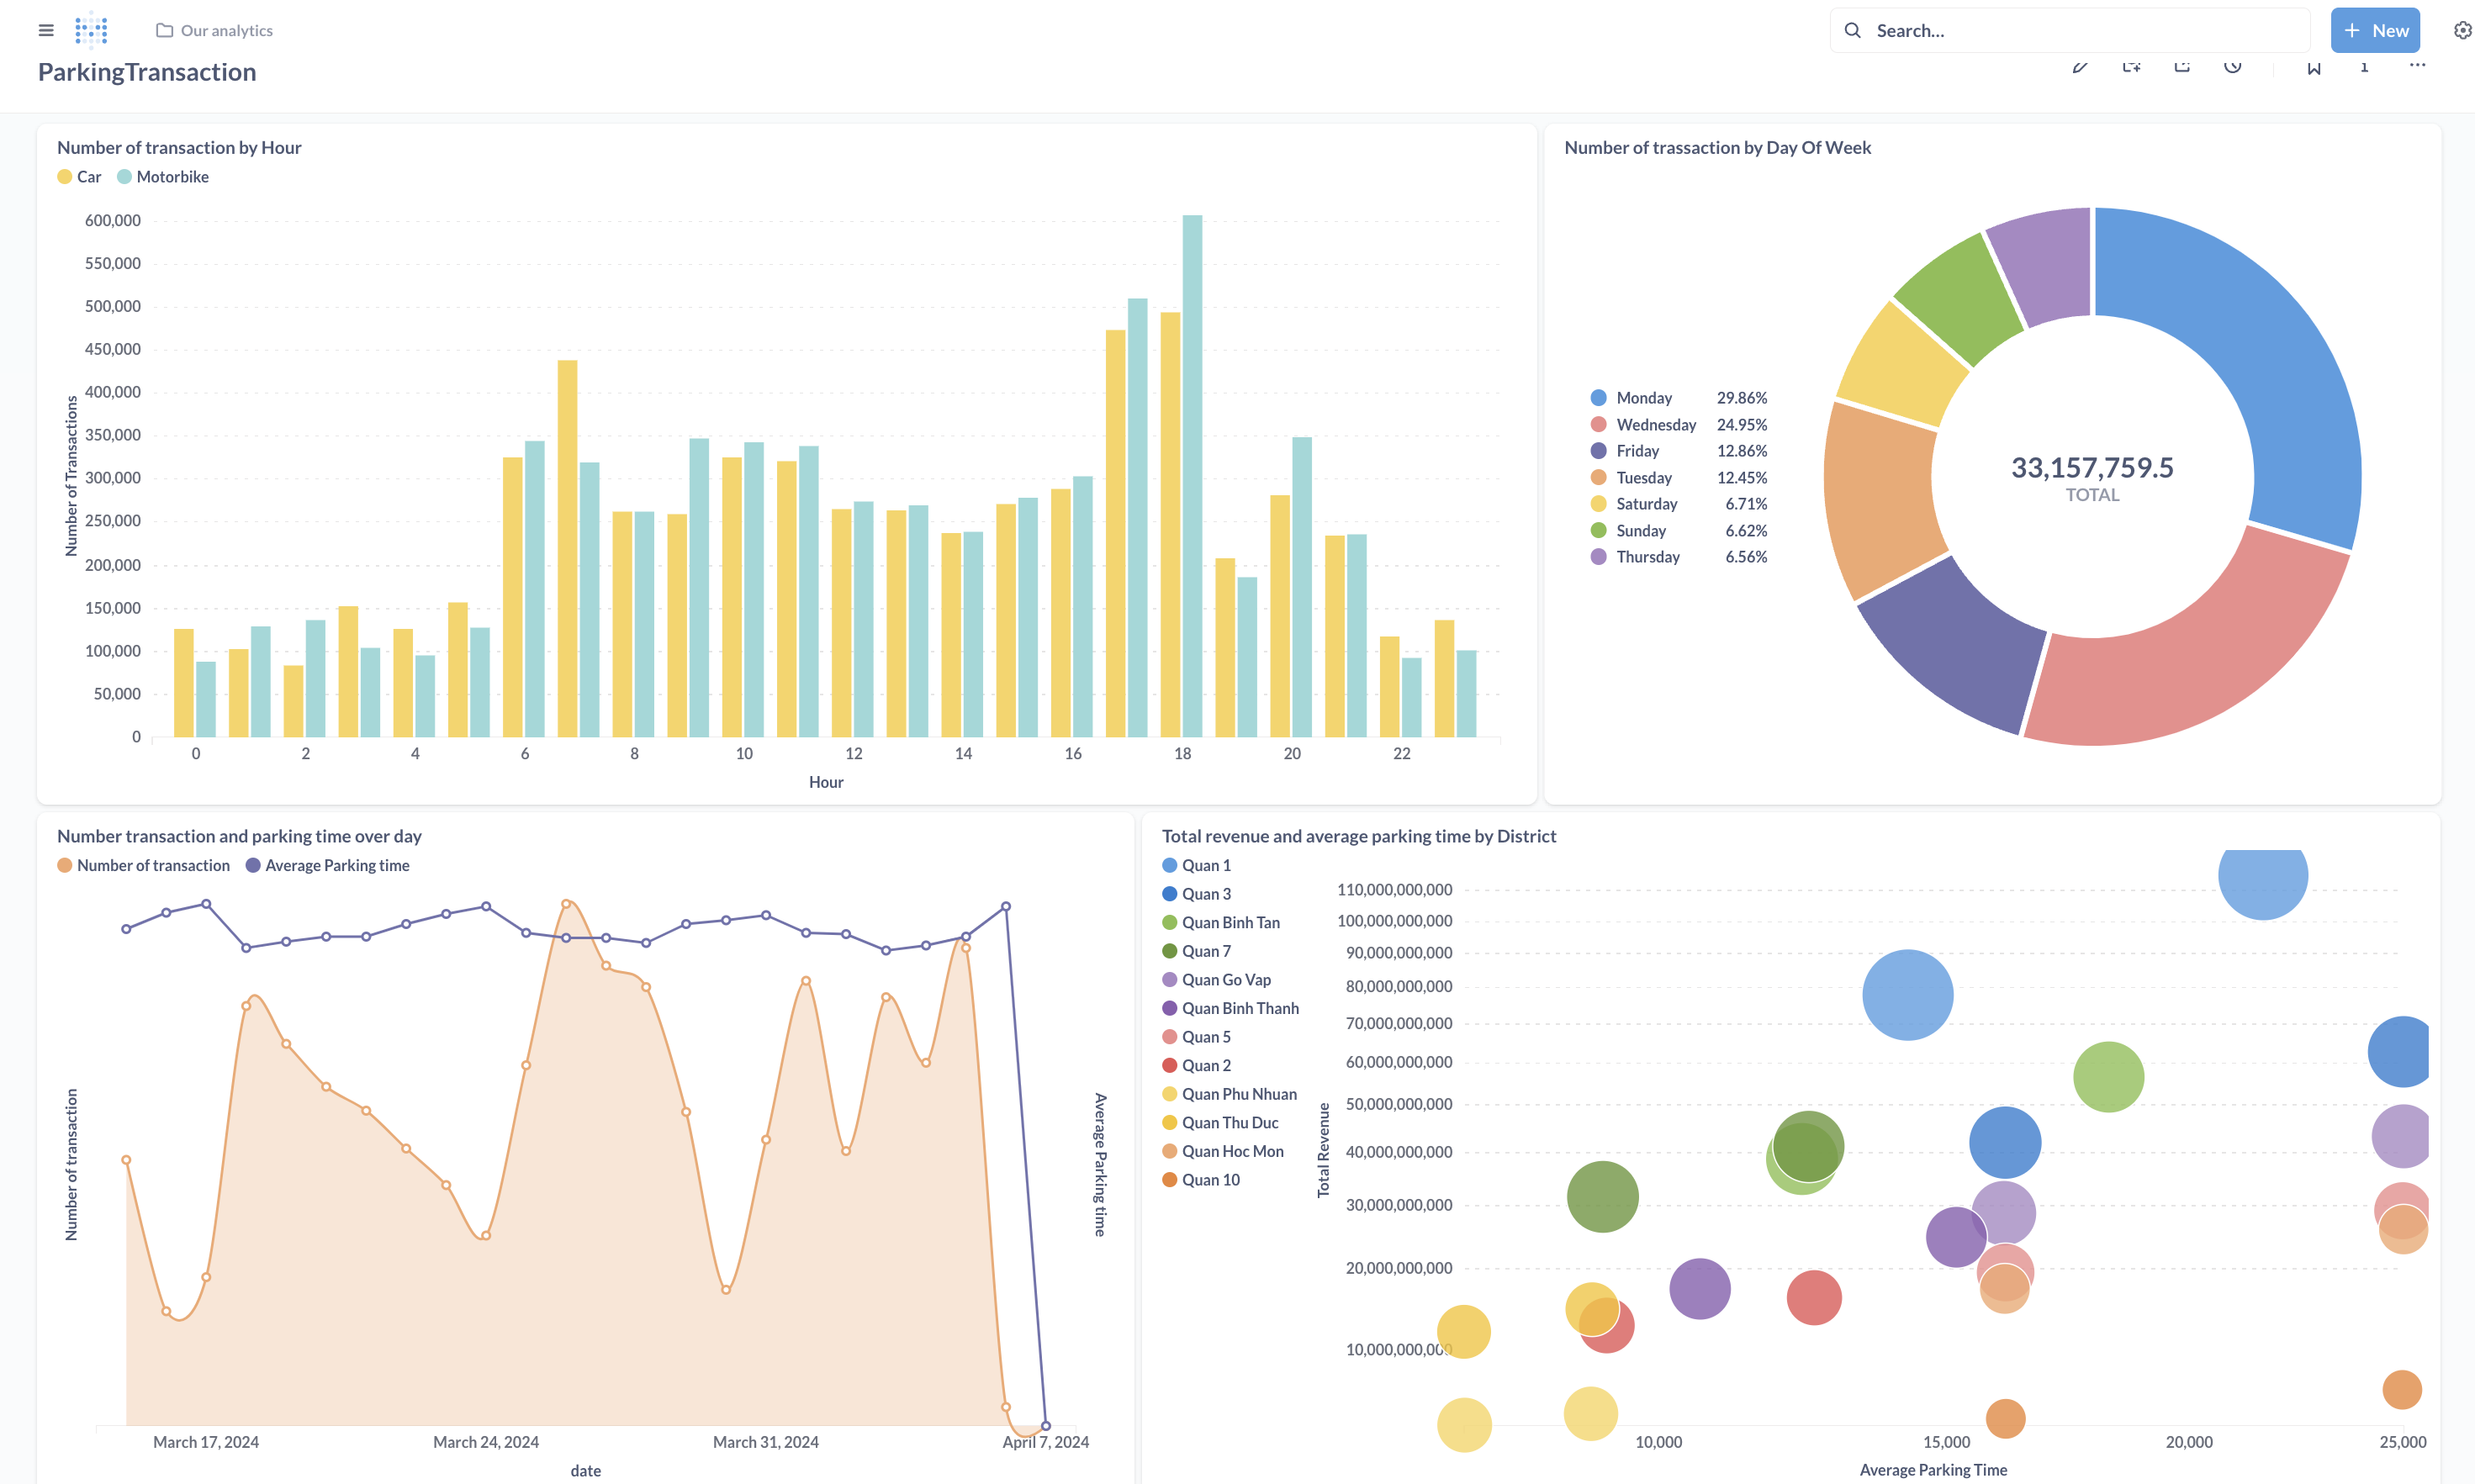 Our analytics
Search...
New
ParkingTransaction
Number of transaction by Hour
Car Motorbike
600,000
550,000
500,000
450,000
400,000
350,000
300,000
250,000
200,000
150,000
100,000
50,000
0
Number of Transactions
0 2 4 6 8 10 12 14 16 18 20 22
Hour
Number of trassaction by Day Of Week
Monday 29.86%
Wednesday 24.95%
Friday 12.86%
Tuesday 12.45%
Saturday 6.71%
Sunday 6.62%
Thursday 6.56%
33,157,759.5
TOTAL
Number transaction and parking time over day
Number of transaction Average Parking time
Number of transaction
Average Parking time
March 17, 2024 March 24, 2024 March 31, 2024 April 7, 2024
date
Total revenue and average parking time by District
Quan 1
Quan 3
Quan Binh Tan
Quan 7
Quan Go Vap
Quan Binh Thanh
Quan 5
Quan 2
Quan Phu Nhuan
Quan Thu Duc
Quan Hoc Mon
Quan 10
Total Revenue
110,000,000,000
100,000,000,000
90,000,000,000
80,000,000,000
70,000,000,000
60,000,000,000
50,000,000,000
40,000,000,000
30,000,000,000
20,000,000,000
10,000,000,000
10,000 15,000 20,000 25,000
Average Parking Time